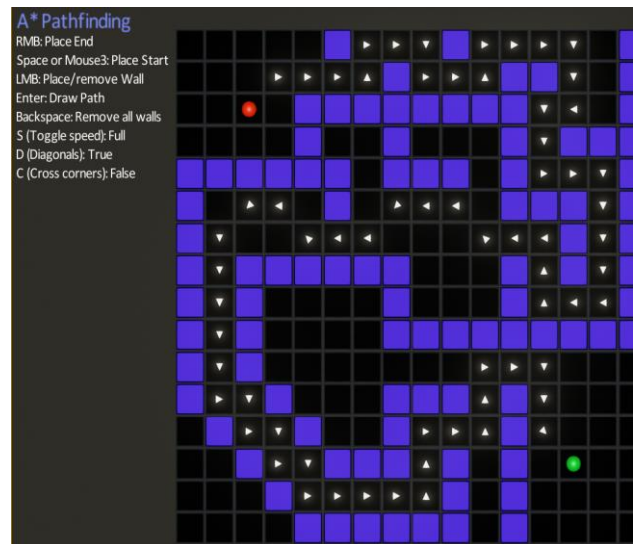 A* Pathfinding
RMB: Place End
Space or Mouse3: Place Start
LMB: Place/remove Wall
Enter: Draw Path
Backspace: Remove all walls
S (Toggle speed): Full
D (Diagonals): True
C (Cross corners): False